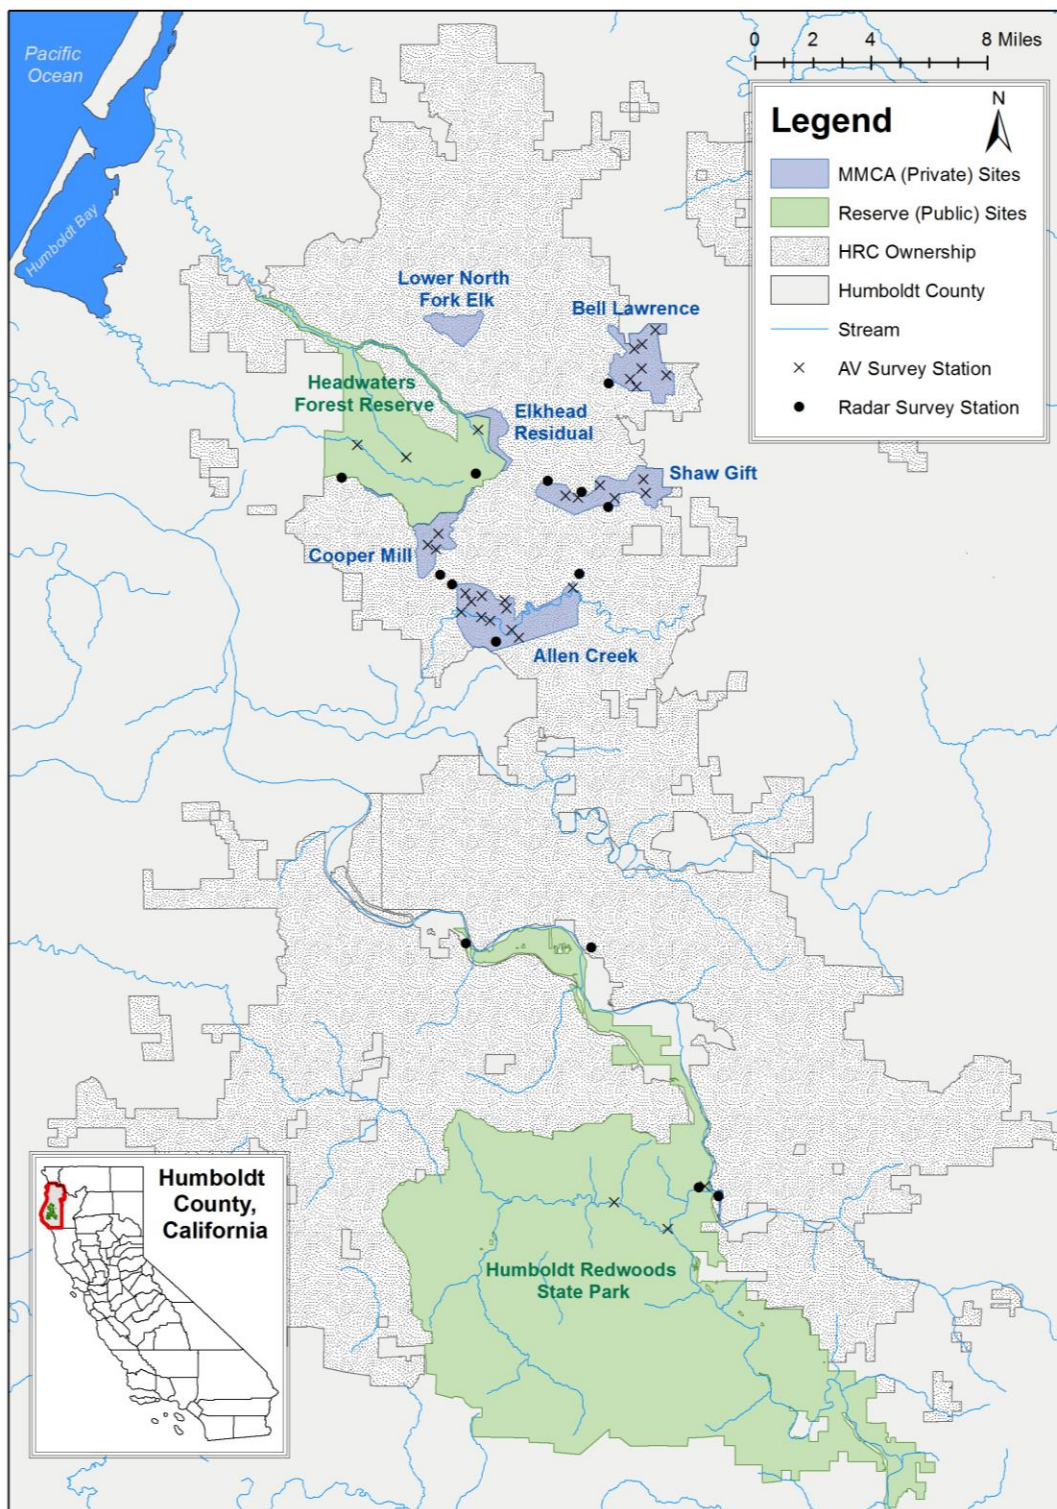 Pacific
Ocean
Humboldt Bay
0 2 4 8 Miles
Legend
N
MMCA (Private) Sites
Reserve (Public) Sites
HRC Ownership
Humboldt County
Stream
AV Survey Station
Radar Survey Station
Lower North
Fork Elk
Bell Lawrence
Headwaters
Forest Reserve
Elkhead
Residual
Shaw Gift
Cooper Mill
Allen Creek
Humboldt
County,
California
Humboldt Redwoods
State Park